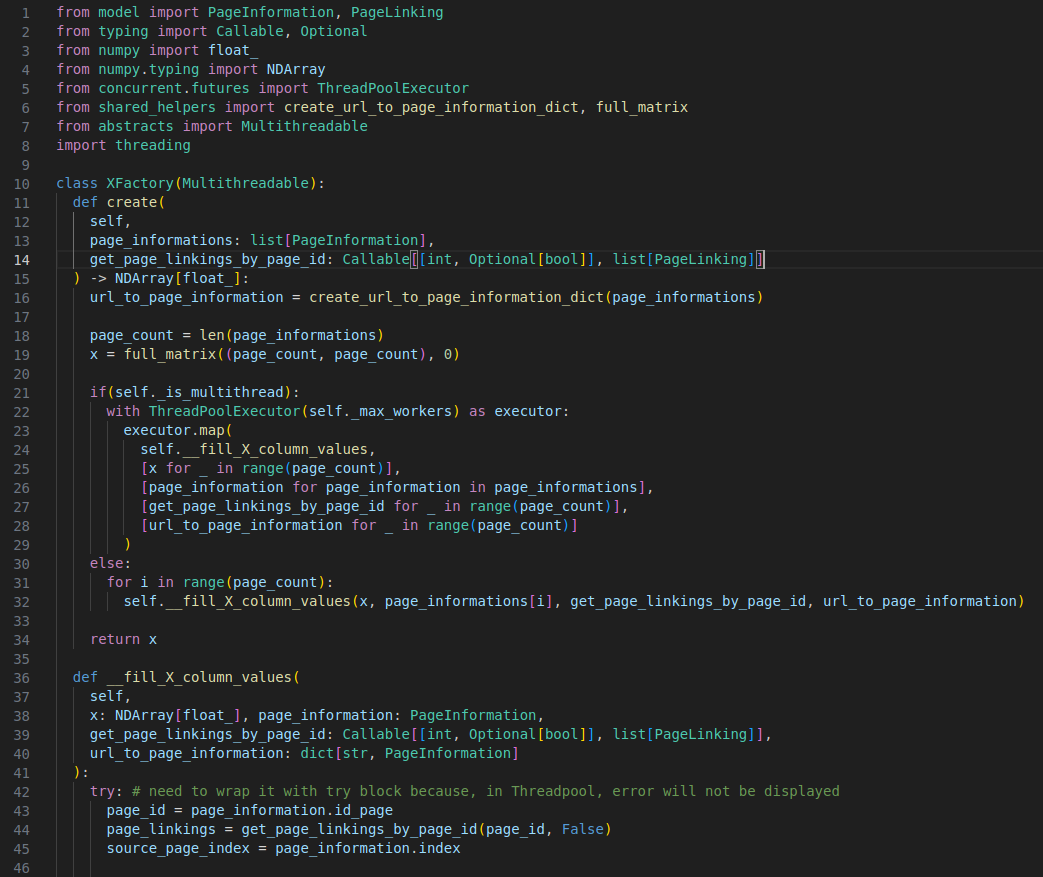 1 from model import PageInformation, PageLinking
2 from typing import Callable, Optional
3 from numpy import float_
4 from numpy.typing import NDArray
5 from concurrent.futures import ThreadPoolExecutor
6 from shared_helpers import create_url_to_page_information_dict, full_matrix
7 from abstracts import Multithreadable
8 import threading
9
10 class XFactory(Multithreadable):
11   def create(
12     self,
13     page_informations: list[PageInformation],
14     get_page_linkings_by_page_id: Callable[[int, Optional[bool]], list[PageLinking]]
15   ) -> NDArray[float_]:
16     url_to_page_information = create_url_to_page_information_dict(page_informations)
17
18     page_count = len(page_informations)
19     x = full_matrix((page_count, page_count), 0)
20
21     if(self._is_multithread):
22       with ThreadPoolExecutor(self._max_workers) as executor:
23         executor.map(
24           self.__fill_X_column_values,
25           [x for _ in range(page_count)],
26           [page_information for page_information in page_informations],
27           [get_page_linkings_by_page_id for _ in range(page_count)],
28           [url_to_page_information for _ in range(page_count)]
29         )
30     else:
31       for i in range(page_count):
32         self.__fill_X_column_values(x, page_informations[i], get_page_linkings_by_page_id, url_to_page_information)
33
34     return x
35
36   def __fill_X_column_values(
37     self,
38     x: NDArray[float_], page_information: PageInformation,
39     get_page_linkings_by_page_id: Callable[[int, Optional[bool]], list[PageLinking]],
40     url_to_page_information: dict[str, PageInformation]
41   ):
42     try: # need to wrap it with try block because, in Threadpool, error will not be displayed
43       page_id = page_information.id_page
44       page_linkings = get_page_linkings_by_page_id(page_id, False)
45       source_page_index = page_information.index
46